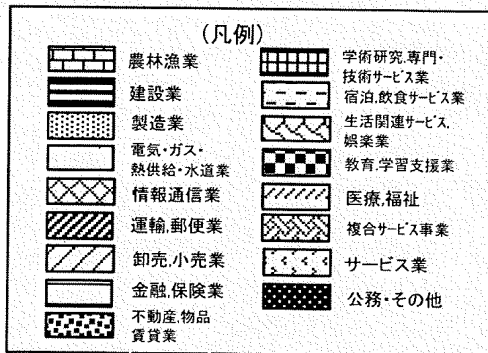 (凡例)
農林漁業
建設業
製造業
電気・ガス・
熱供給・水道業
情報通信業
運輸,郵便業
卸売,小売業
金融,保険業
不動産,物品
賃貸業
学術研究,専門・
技術サービス業
宿泊,飲食サービス業
生活関連サービス,
娯楽業
教育,学習支援業
医療,福祉
複合サービス事業
サービス業
公務・その他